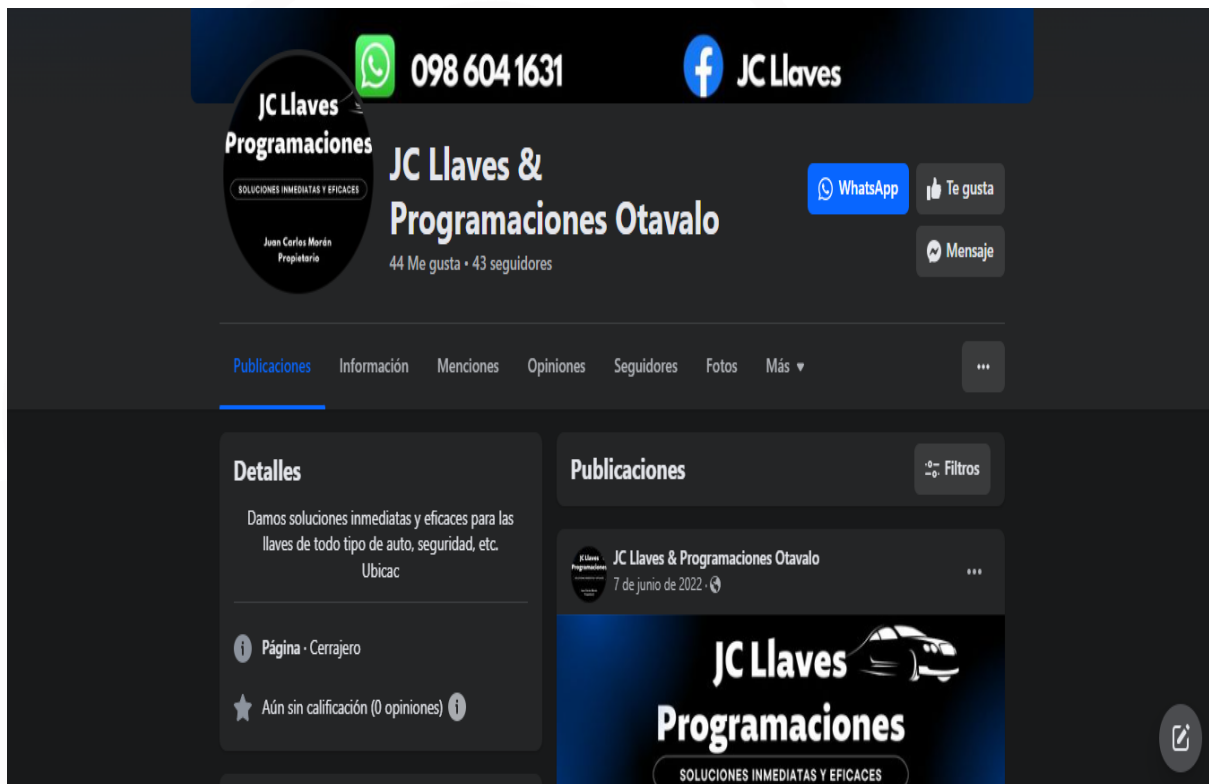 098 604 1631
JC Llaves
JC Llaves
Programaciones
SOLUCIONES INMEDIATAS Y EFICACES
Juan Carlos Morán
Propietario
JC Llaves &
Programaciones Otavalo
44 Me gusta • 43 seguidores
WhatsApp
Te gusta
Mensaje
Publicaciones
Información
Menciones
Opiniones
Seguidores
Fotos
Más
Detalles
Damos soluciones inmediatas y eficaces para las
llaves de todo tipo de auto, seguridad, etc.
Ubicac
Página · Cerrajero
Aún sin calificación (0 opiniones)
Publicaciones
Filtros
JC Llaves
Programaciones
JC Llaves & Programaciones Otavalo
7 de junio de 2022 ·
JC Llaves
Programaciones
SOLUCIONES INMEDIATAS Y EFICACES